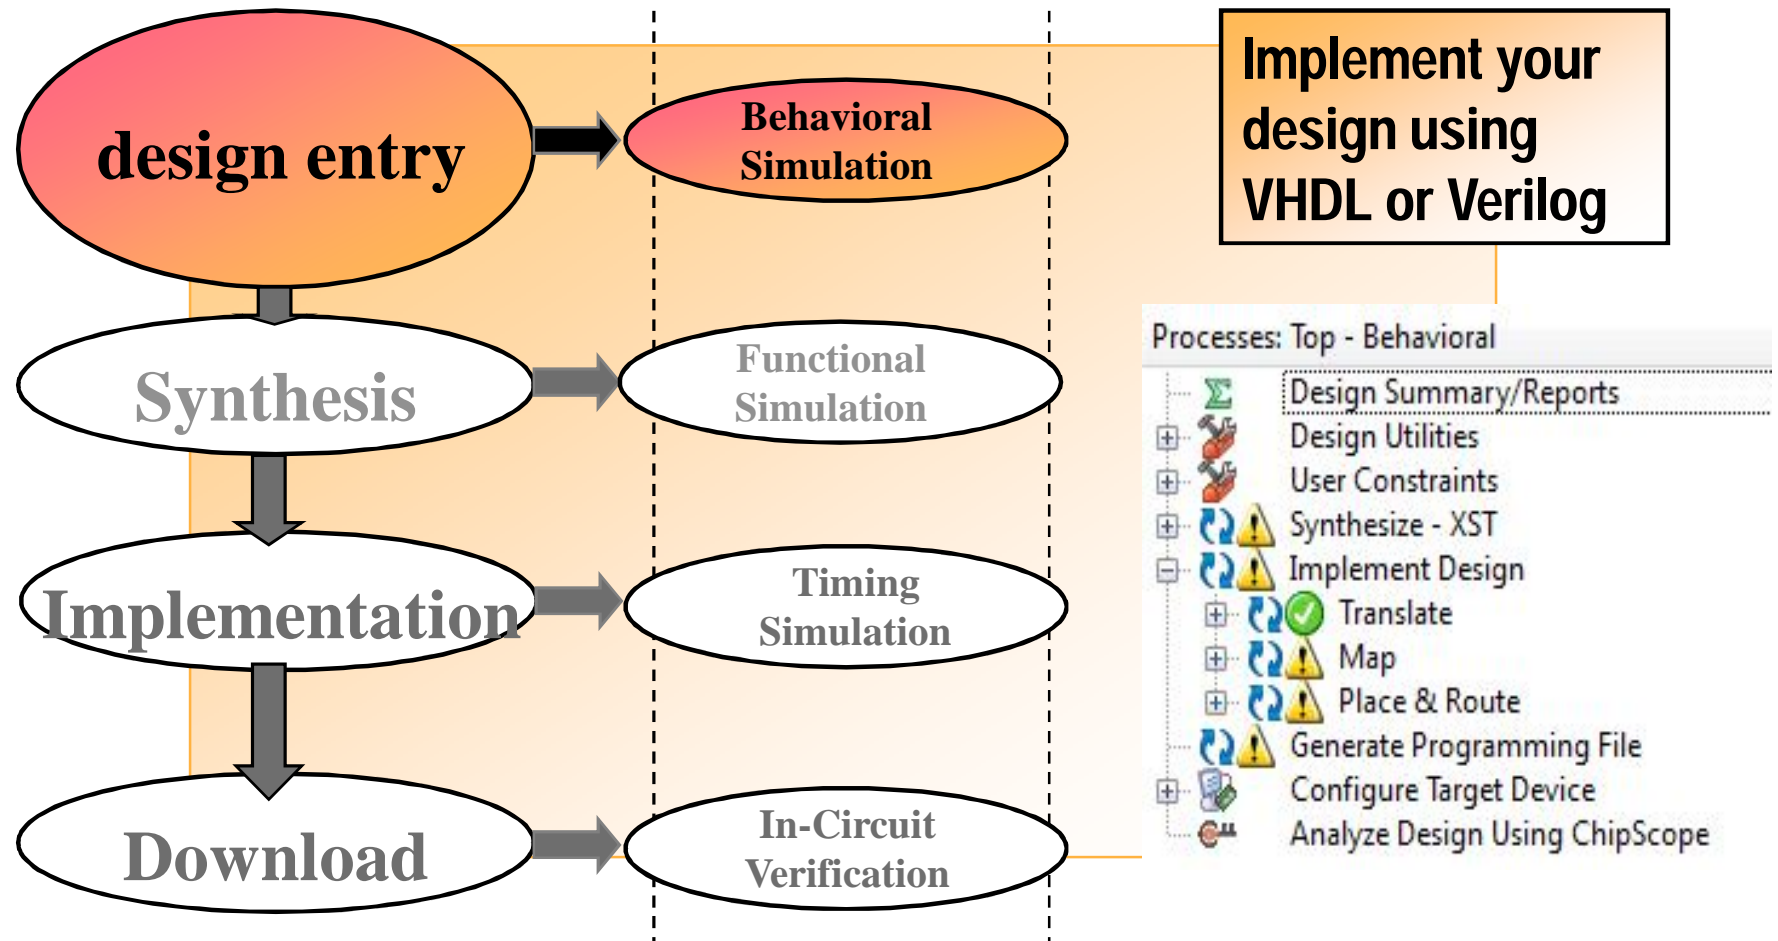 design entry
Behavioral
Simulation
Implement your
design using
VHDL or Verilog
Synthesis
Functional
Simulation
Implementation
Timing
Simulation
Download
In-Circuit
Verification
Processes: Top - Behavioral
Design Summary/Reports
Design Utilities
User Constraints
Synthesize - XST
Implement Design
Translate
Map
Place & Route
Generate Programming File
Configure Target Device
Analyze Design Using ChipScope